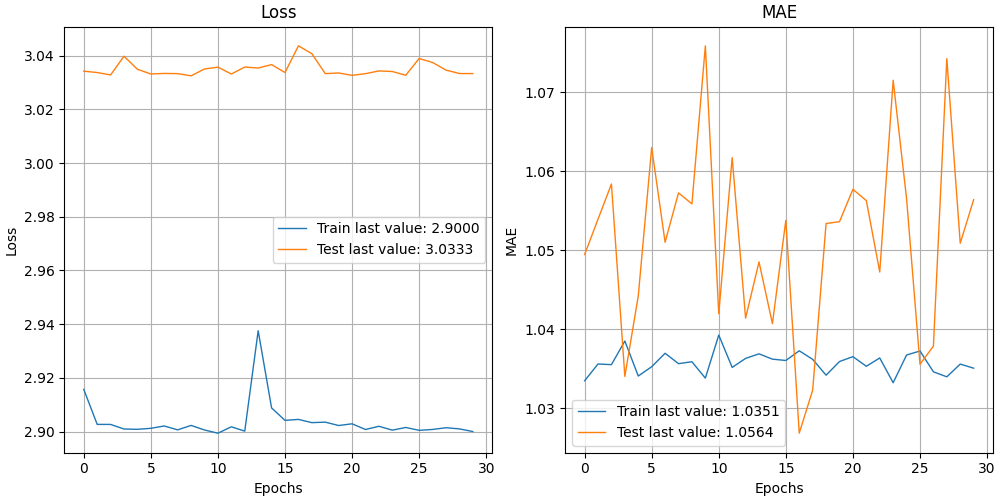 Loss
3.04
3.02
3.00
2.98
2.96
2.94
2.92
2.90
Loss
Train last value: 2.9000
Test last value: 3.0333
0 5 10 15 20 25 30
Epochs
MAE
1.07
1.06
1.05
1.04
1.03
MAE
Train last value: 1.0351
Test last value: 1.0564
0 5 10 15 20 25 30
Epochs